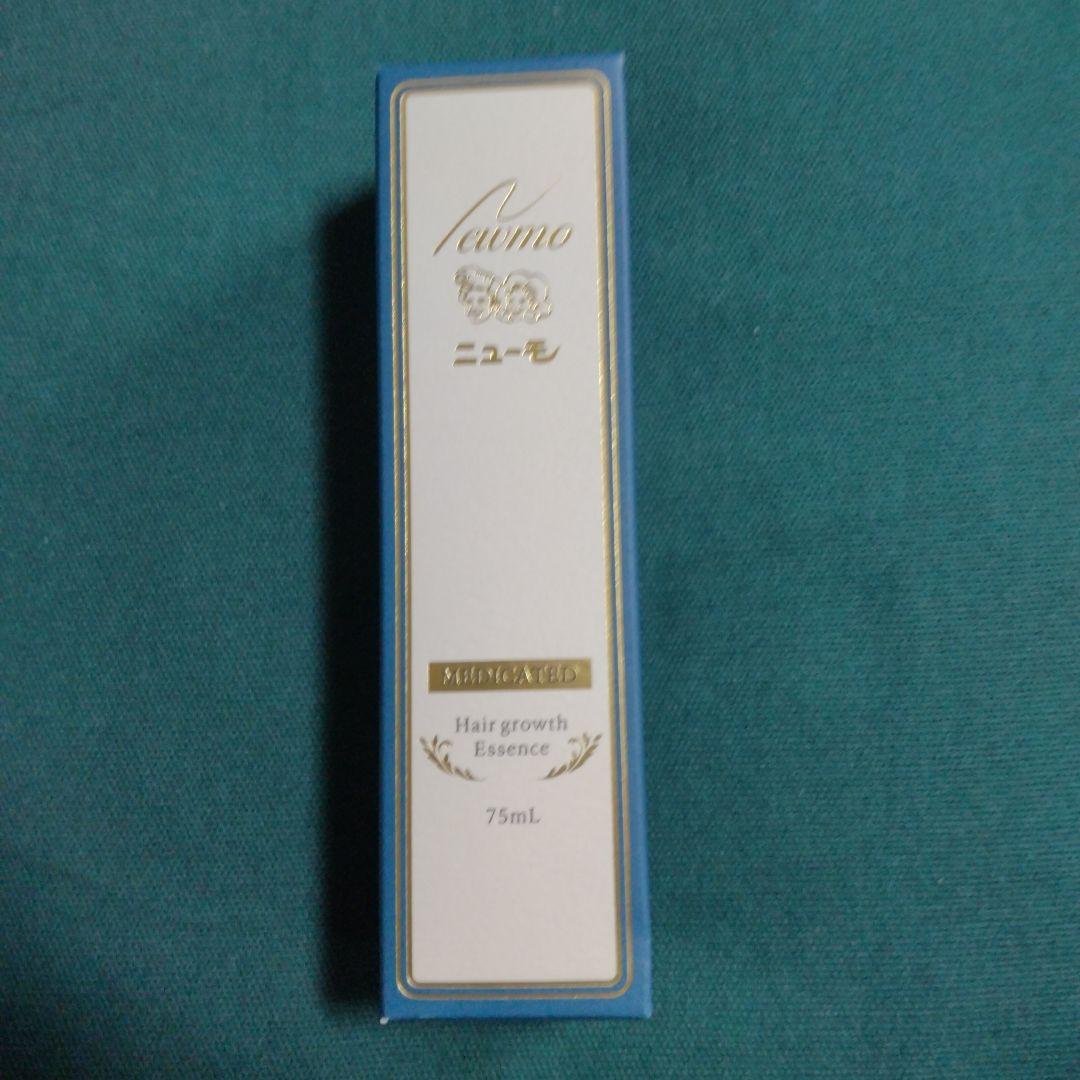 Newmo
ニューモ
MEDICATED
Hair growth
Essence
75mL